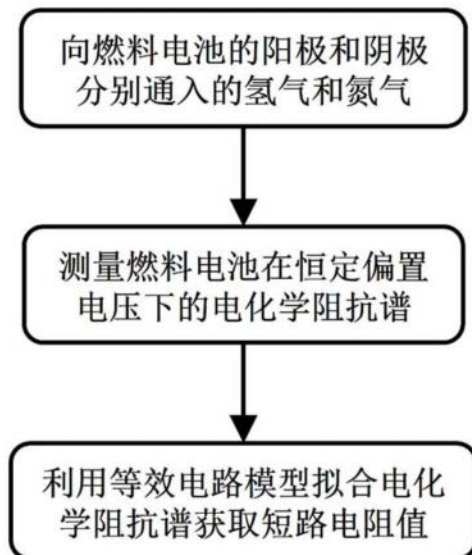 向燃料电池的阳极和阴极
分别通入的氢气和氮气
测量燃料电池在恒定偏置
电压下的电化学阻抗谱
利用等效电路模型拟合电化
学阻抗谱获取短路电阻值